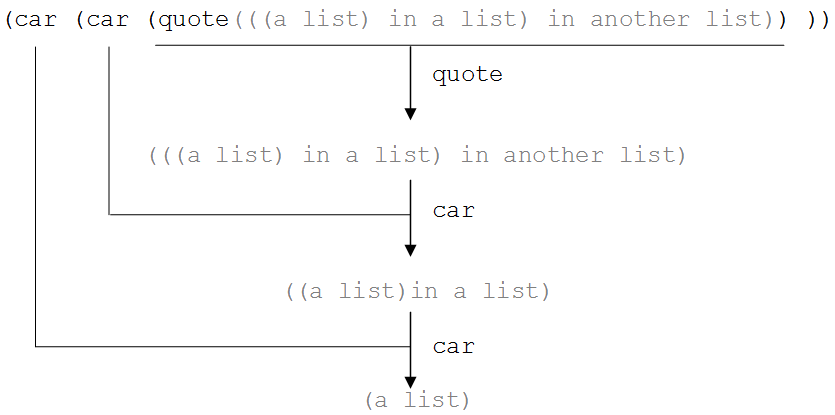 (car (car (quote(((a list) in a list) in another list)) ))
quote
(((a list) in a list) in another list)
car
((a list)in a list)
car
(a list)